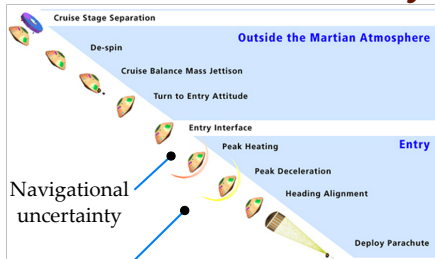 Cruise Stage Separation
Outside the Martian Atmosphere
De-spin
Cruise Balance Mass Jettison
Turn to Entry Attitude
Entry Interface
Entry
Peak Heating
Peak Deceleration
Heading Alignment
Navigational
uncertainty
Deploy Parachute